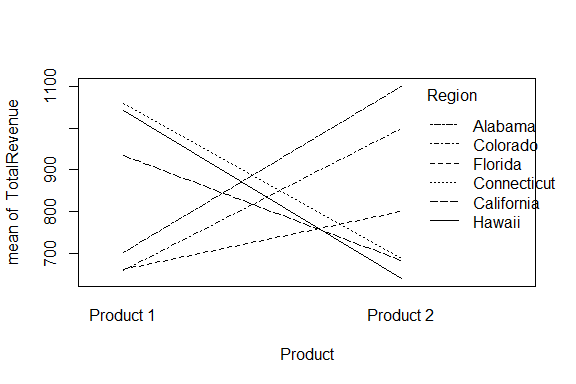 mean of TotalRevenue
1100
900
800
700
Region
Alabama
Colorado
Florida
Connecticut
California
Hawaii
Product 1
Product 2
Product